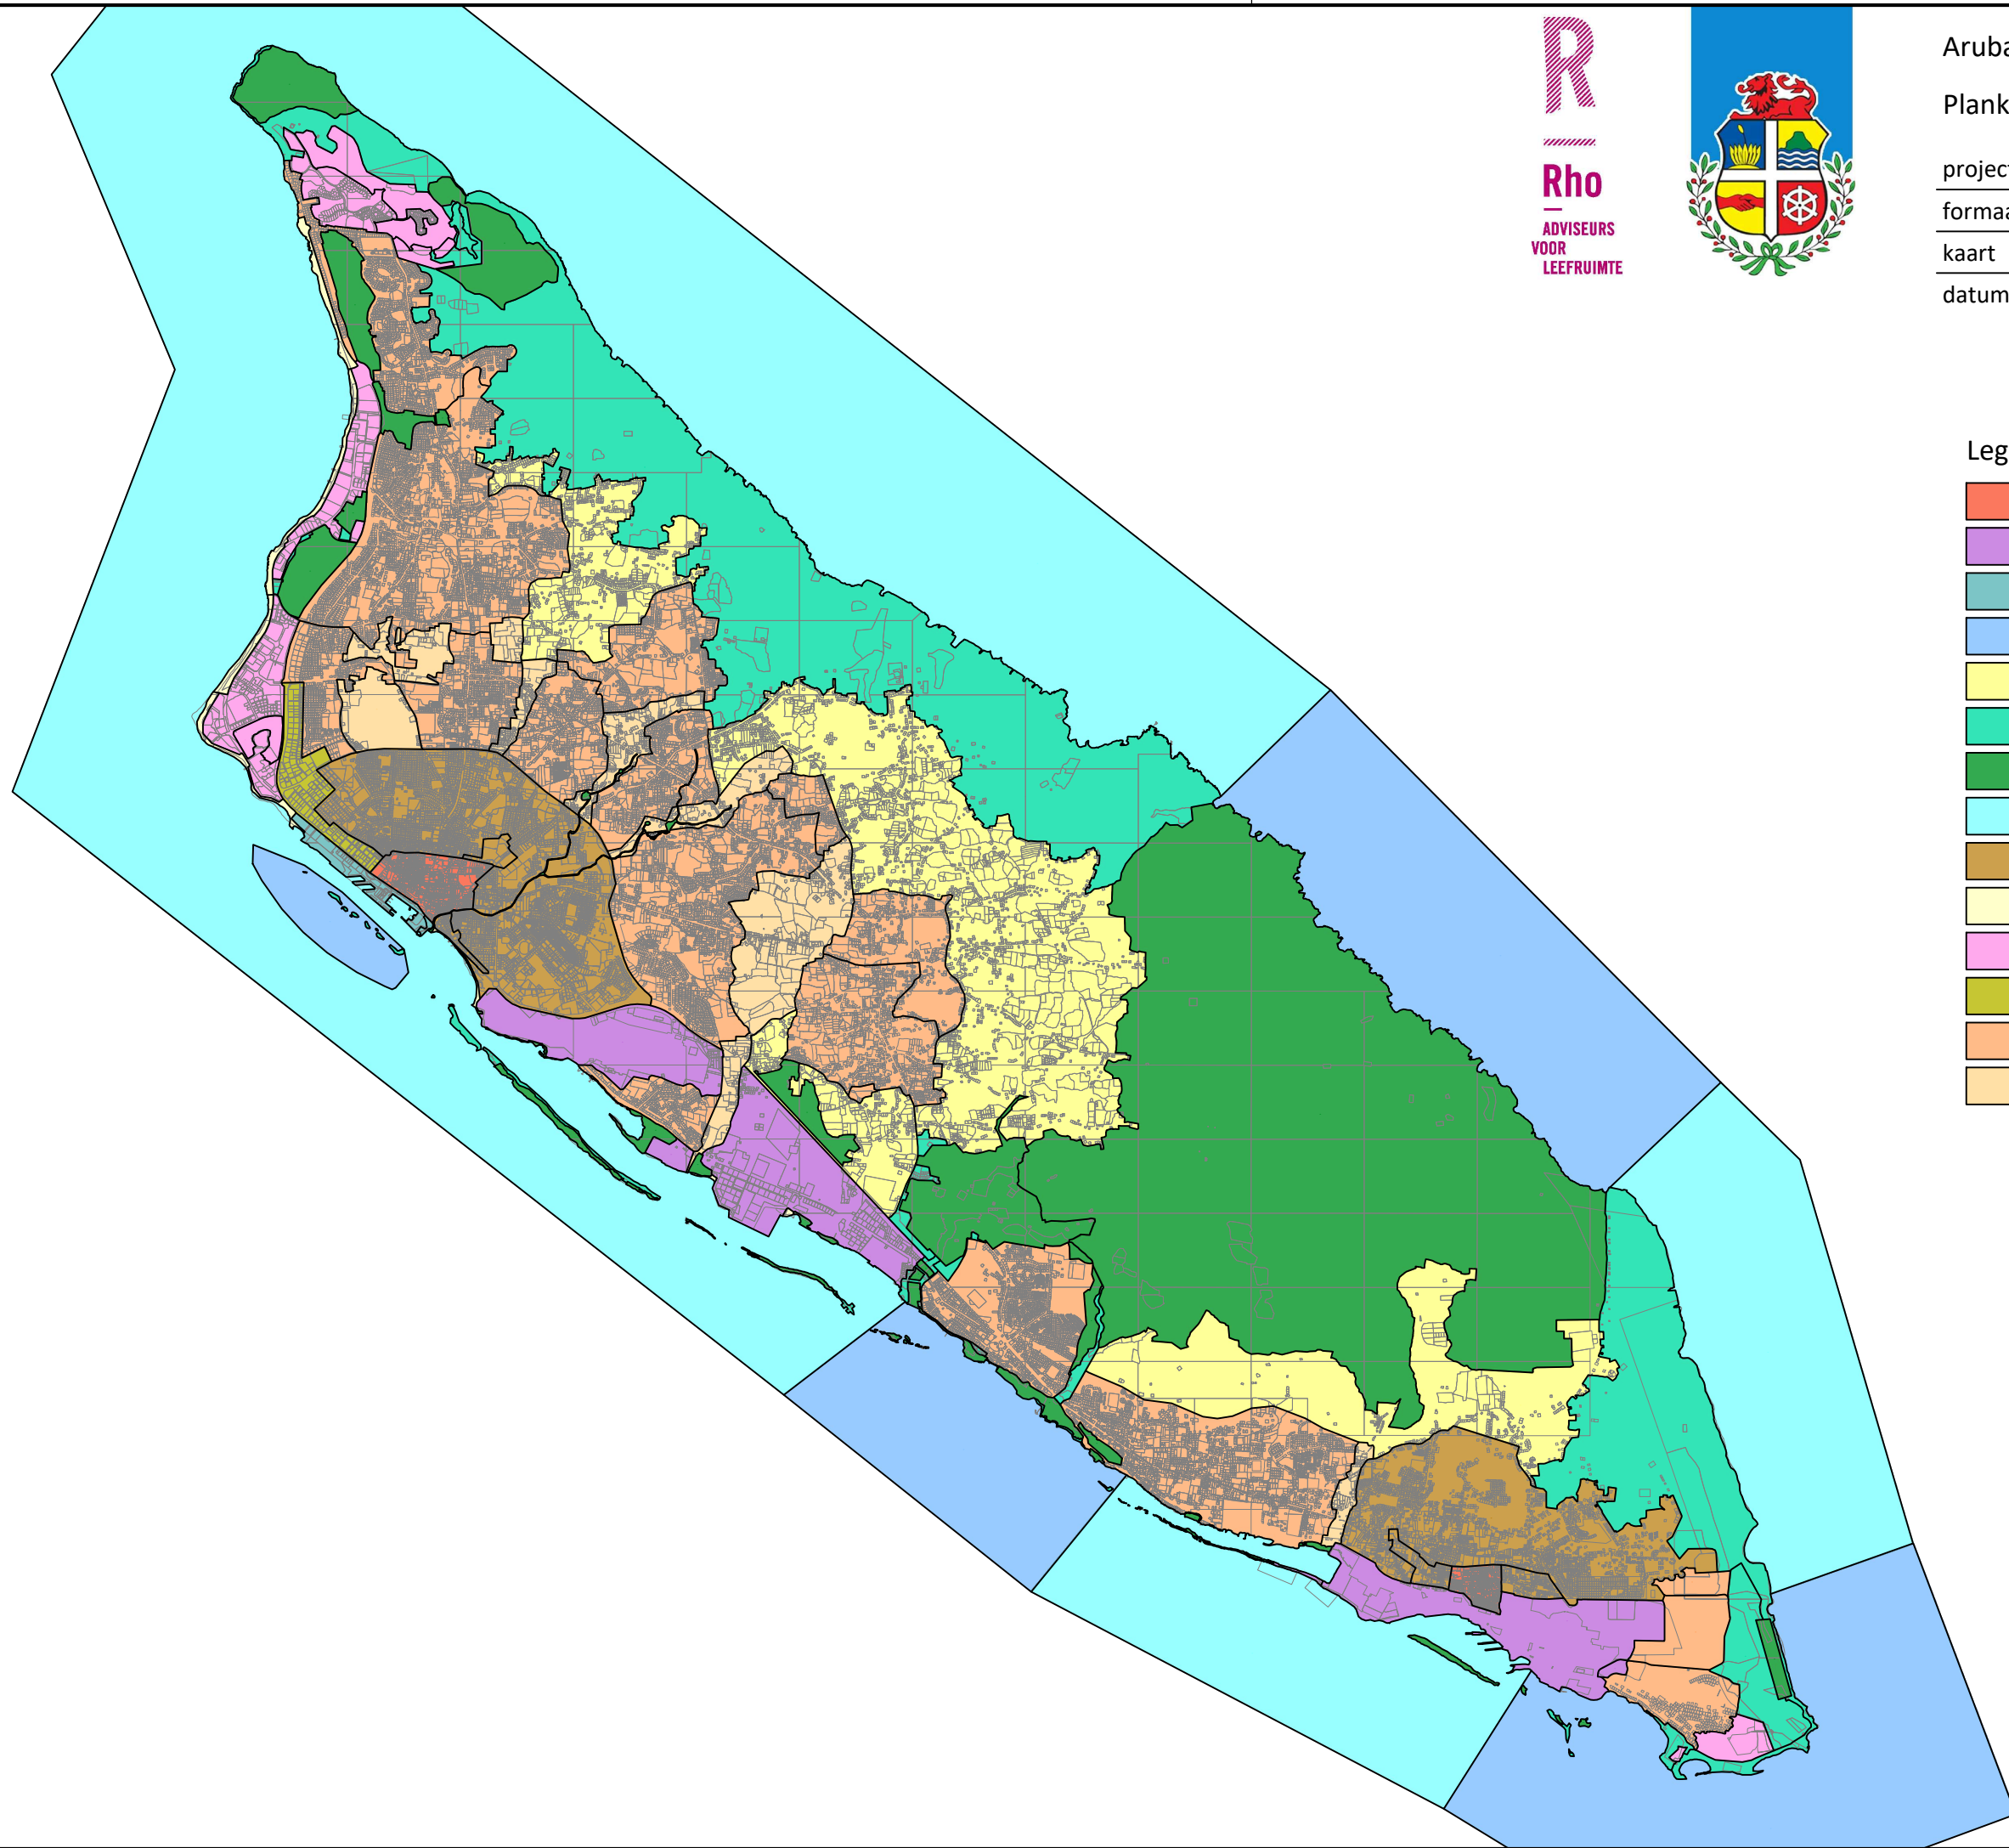 R
Rho
ADVISEURS
VOOR
LEEFRUIMTE
Aruba
Plank
project
formaa
kaart
datum
Leg